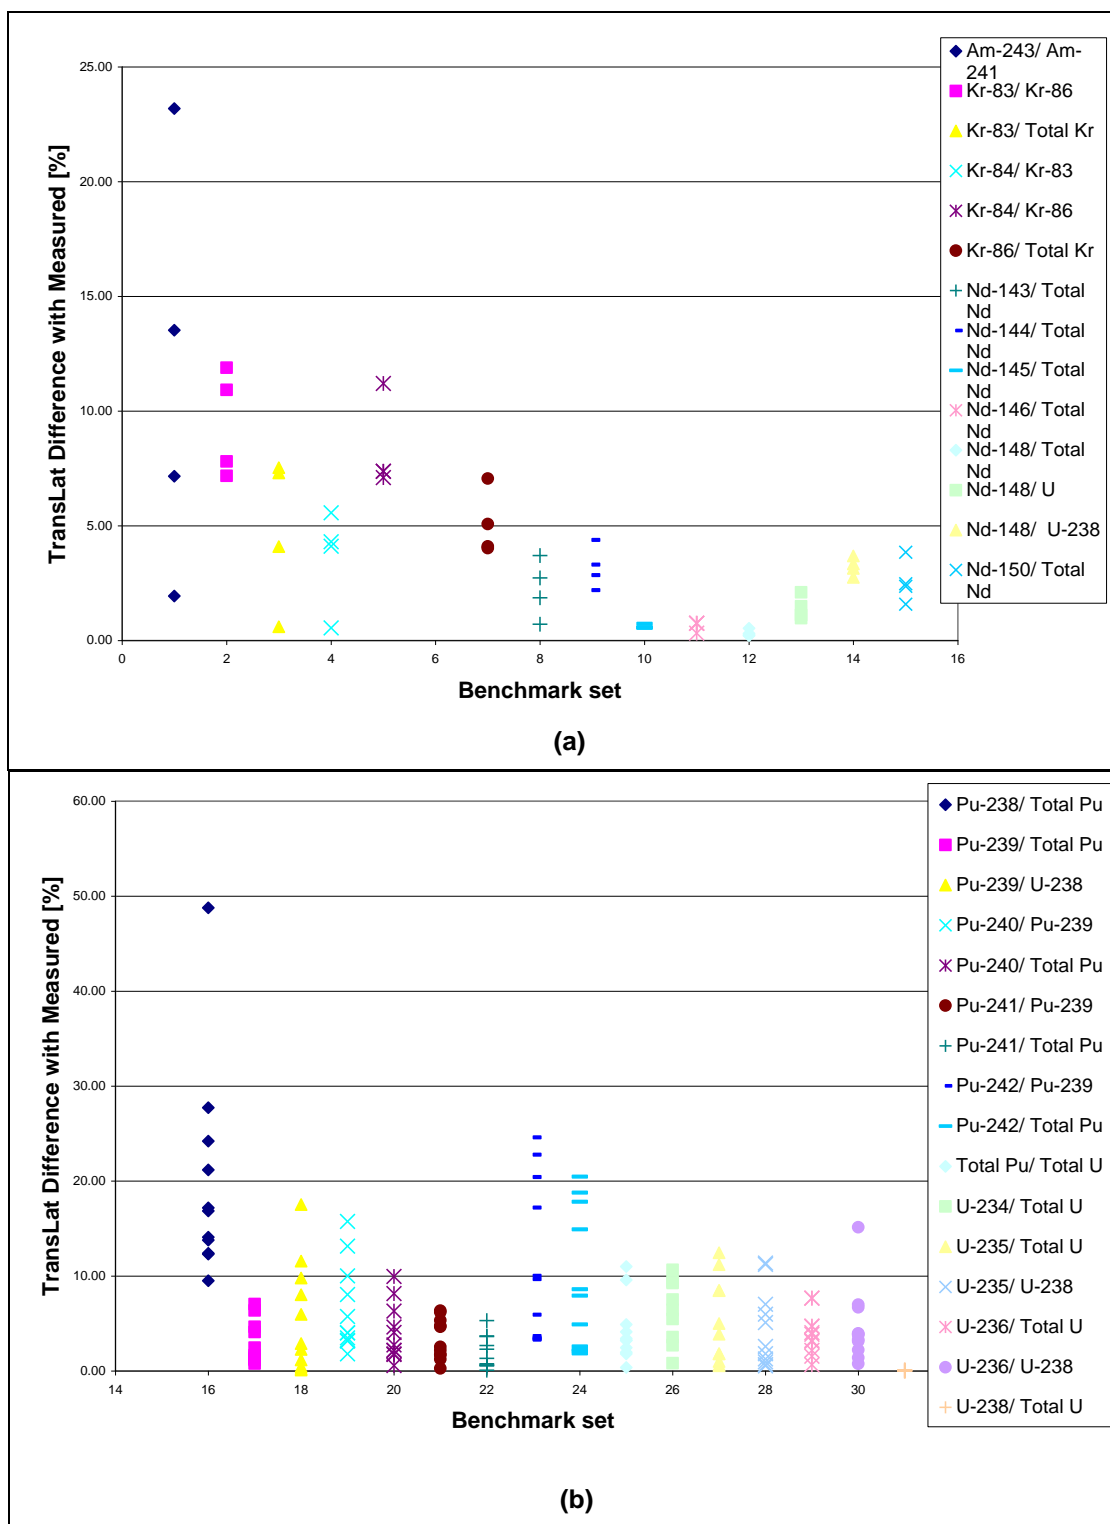 25.00
20.00
15.00
10.00
5.00
0.00
TransLat Difference with Measured [%]
0 2 4 6 8 10 12 14 16
Benchmark set
Am-243/ Am-
241
Kr-83/ Kr-86
Kr-83/ Total Kr
Kr-84/ Kr-83
Kr-84/ Kr-86
Kr-86/ Total Kr
Nd-143/ Total
Nd
Nd-144/ Total
Nd
Nd-145/ Total
Nd
Nd-146/ Total
Nd
Nd-148/ Total
Nd
Nd-148/ U
Nd-148/ U-238
Nd-150/ Total
Nd
(a)
60.00
50.00
40.00
30.00
20.00
10.00
0.00
TransLat Difference with Measured [%]
14 16 18 20 22 24 26 28 30
Benchmark set
Pu-238/ Total Pu
Pu-239/ Total Pu
Pu-239/ U-238
Pu-240/ Pu-239
Pu-240/ Total Pu
Pu-241/ Pu-239
Pu-241/ Total Pu
Pu-242/ Pu-239
Pu-242/ Total Pu
Total Pu/ Total U
U-234/ Total U
U-235/ Total U
U-235/ U-238
U-236/ Total U
U-236/ U-238
U-238/ Total U
(b)